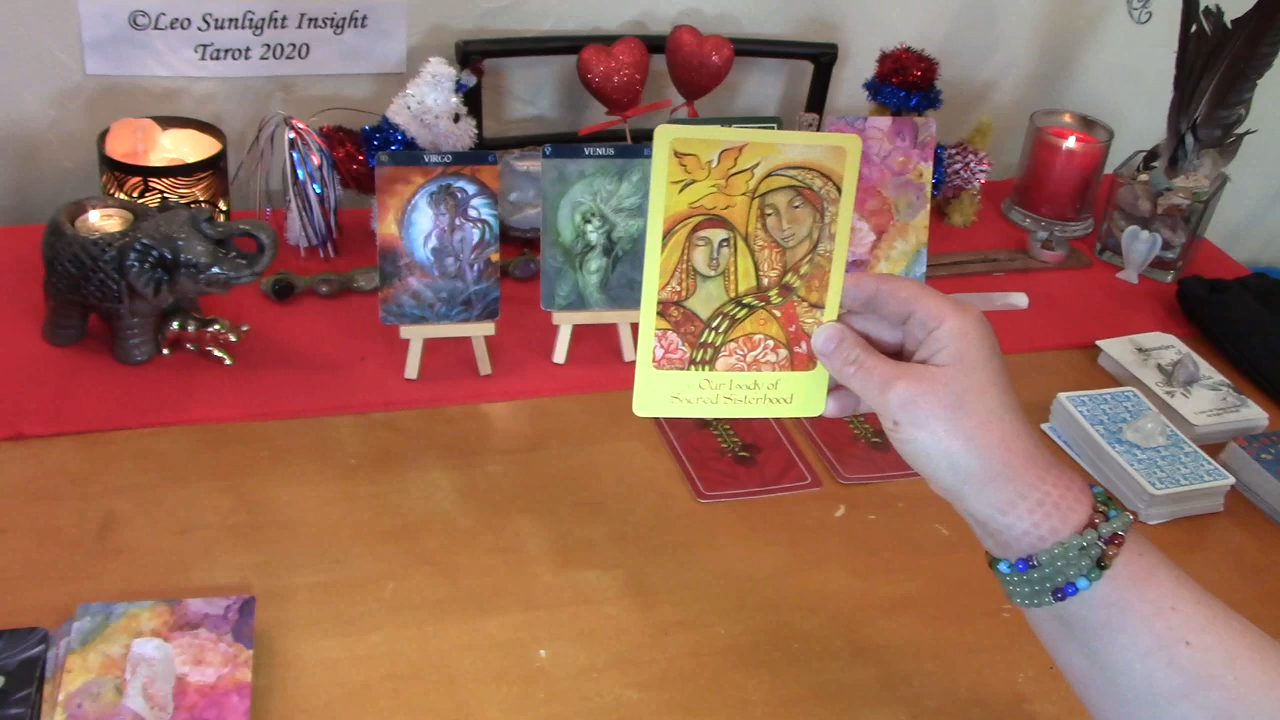 ©Leo Sunlight Insight
Tarot 2020
VIRGO
VENUS
Our Lady of
Sacred Sisterhood